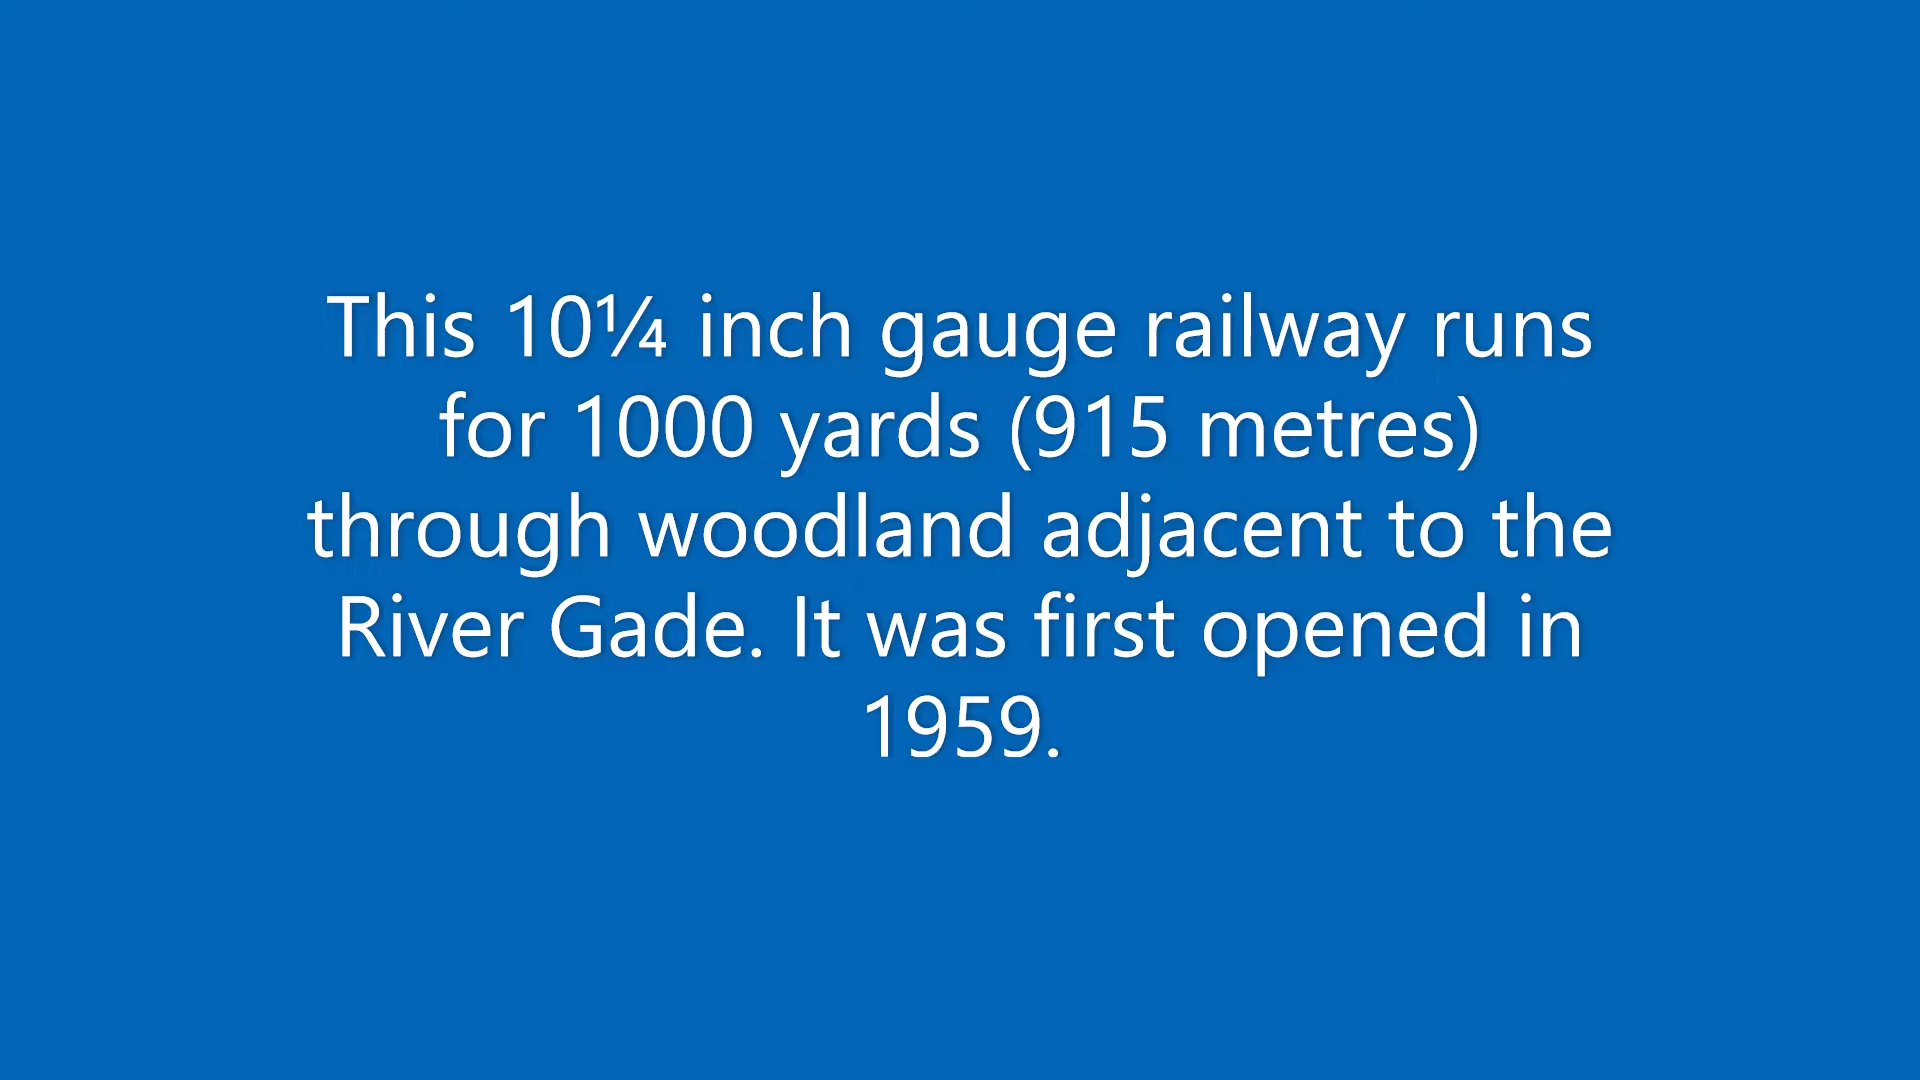 This 10¼ inch gauge railway runs
for 1000 yards (915 metres)
through woodland adjacent to the
River Gade. It was first opened in
1959.